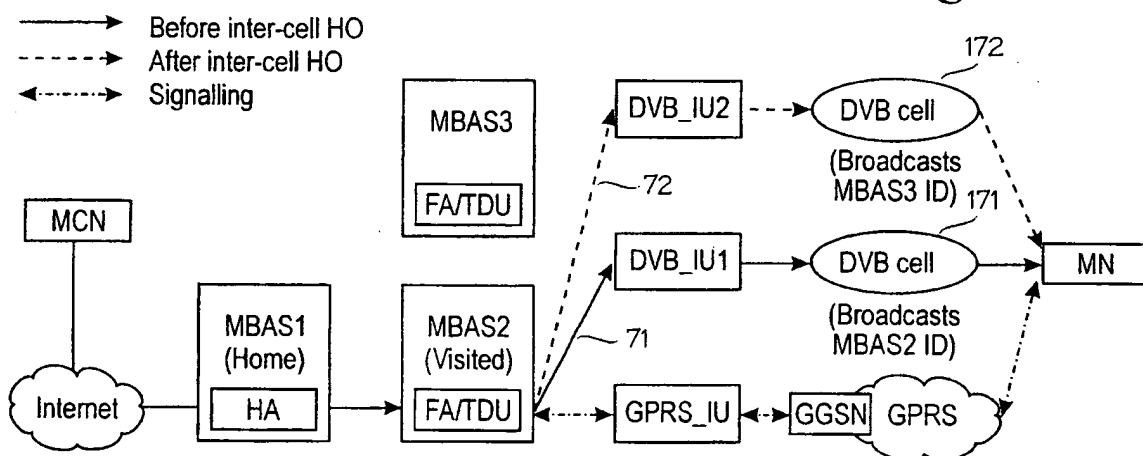 Before inter-cell HO
After inter-cell HO
Signalling
172
MBAS3
FA/TDU
DVB_IU2
DVB cell
(Broadcasts
MBAS3 ID)
72
171
MCN
DVB_IU1
DVB cell
MN
(Broadcasts
MBAS2 ID)
71
MBAS1
(Home)
HA
MBAS2
(Visited)
FA/TDU
Internet
GPRS_IU
GGSN
GPRS